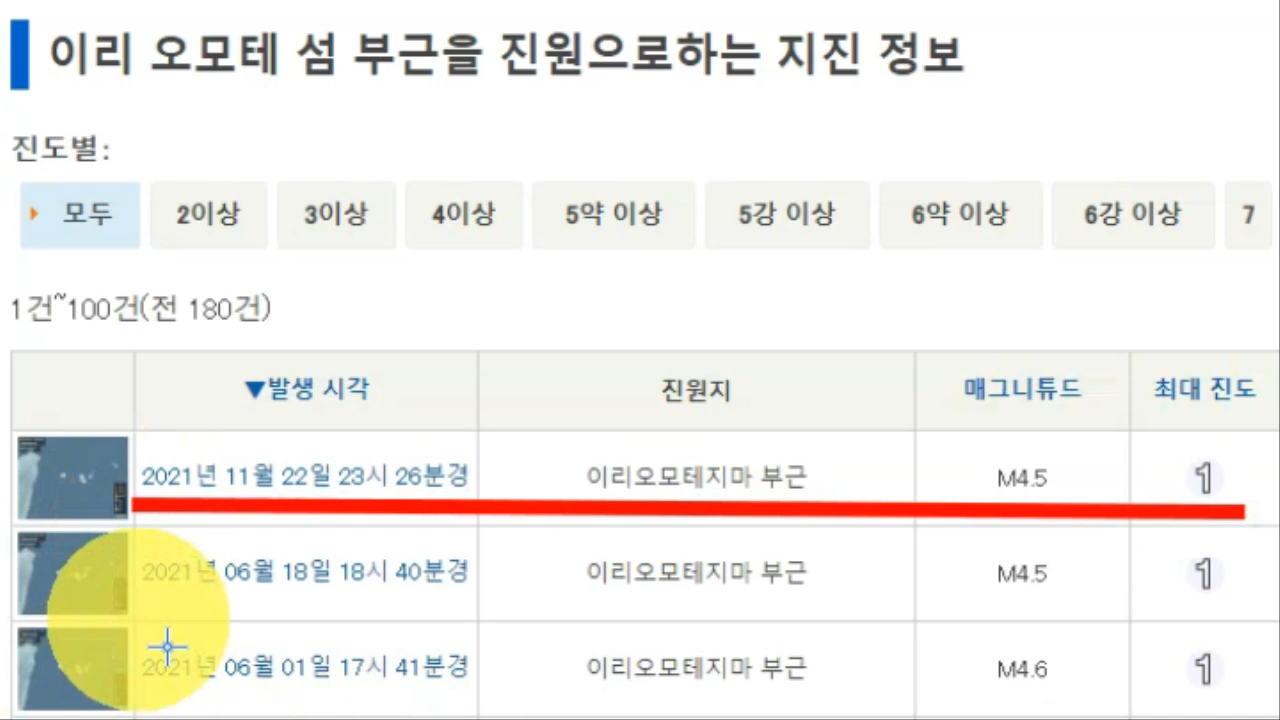 이리 오모테 섬 부근을 진원으로하는 지진 정보
진도별:
모두 2이상 3이상 4이상 5약 이상 5강 이상 6약 이상 6강 이상 7
1건~100건(전 180건)
▼발생 시각 진원지 매그니튜드 최대 진도
2021년 11월 22일 23시 26분경 이리오모테지마 부근 M4.5 1
2021년 06월 18일 18시 40분경 이리오모테지마 부근 M4.5 1
2021년 06월 01일 17시 41분경 이리오모테지마 부근 M4.6 1